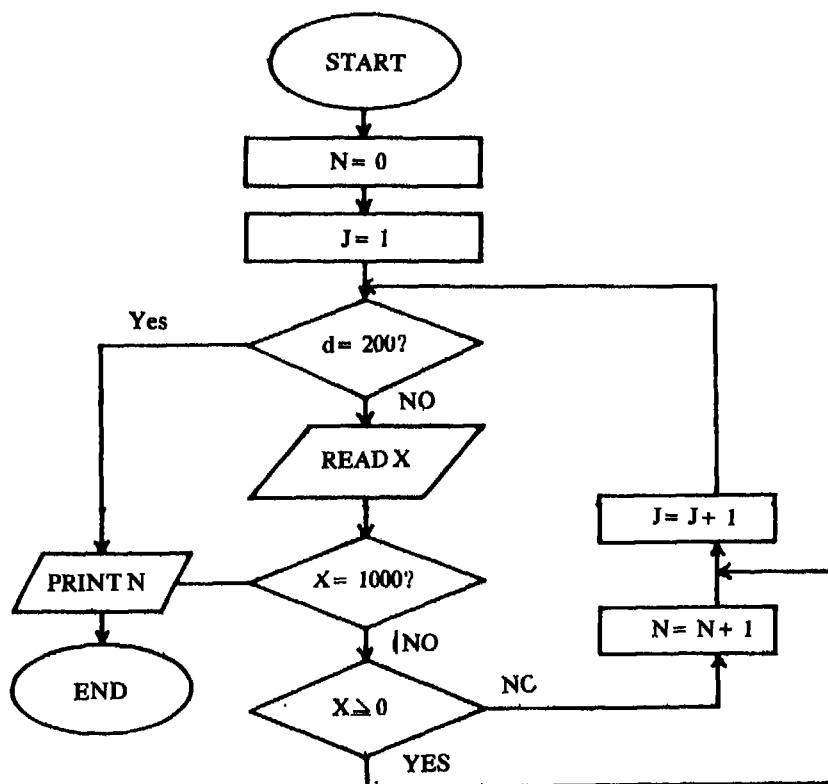 START
N= 0
J= 1
Yes
d= 200?
NO
READ X
J= J+ 1
PRINT N
X= 1000?
N= N+ 1
NO
END
X≥0
NC
YES